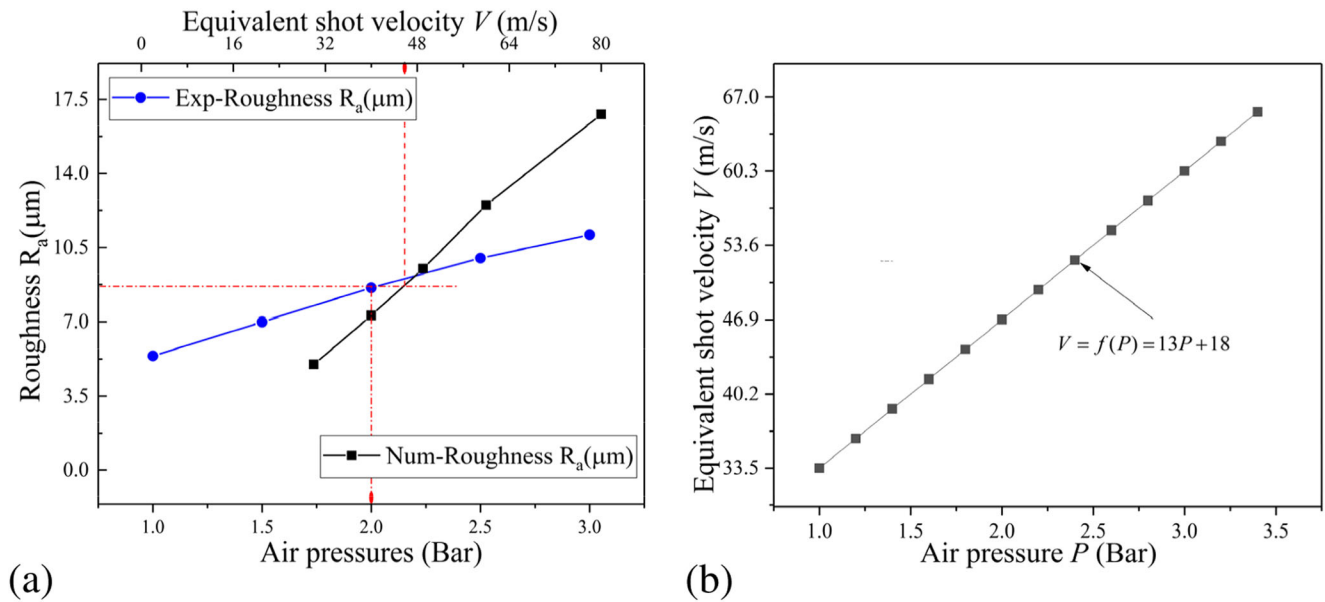 Equivalent shot velocity V (m/s)
0 16 32 48 64 80
Exp-Roughness Ra(μm)
17.5
14.0
10.5
7.0
3.5
0.0
Roughness Ra(μm)
Num-Roughness Ra(μm)
1.0 1.5 2.0 2.5 3.0
Air pressures (Bar)
(a)
67.0
60.3
53.6
46.9
40.2
33.5
Equivalent shot velocity V (m/s)
V = f(P) = 13P+18
1.0 1.5 2.0 2.5 3.0 3.5
Air pressure P (Bar)
(b)